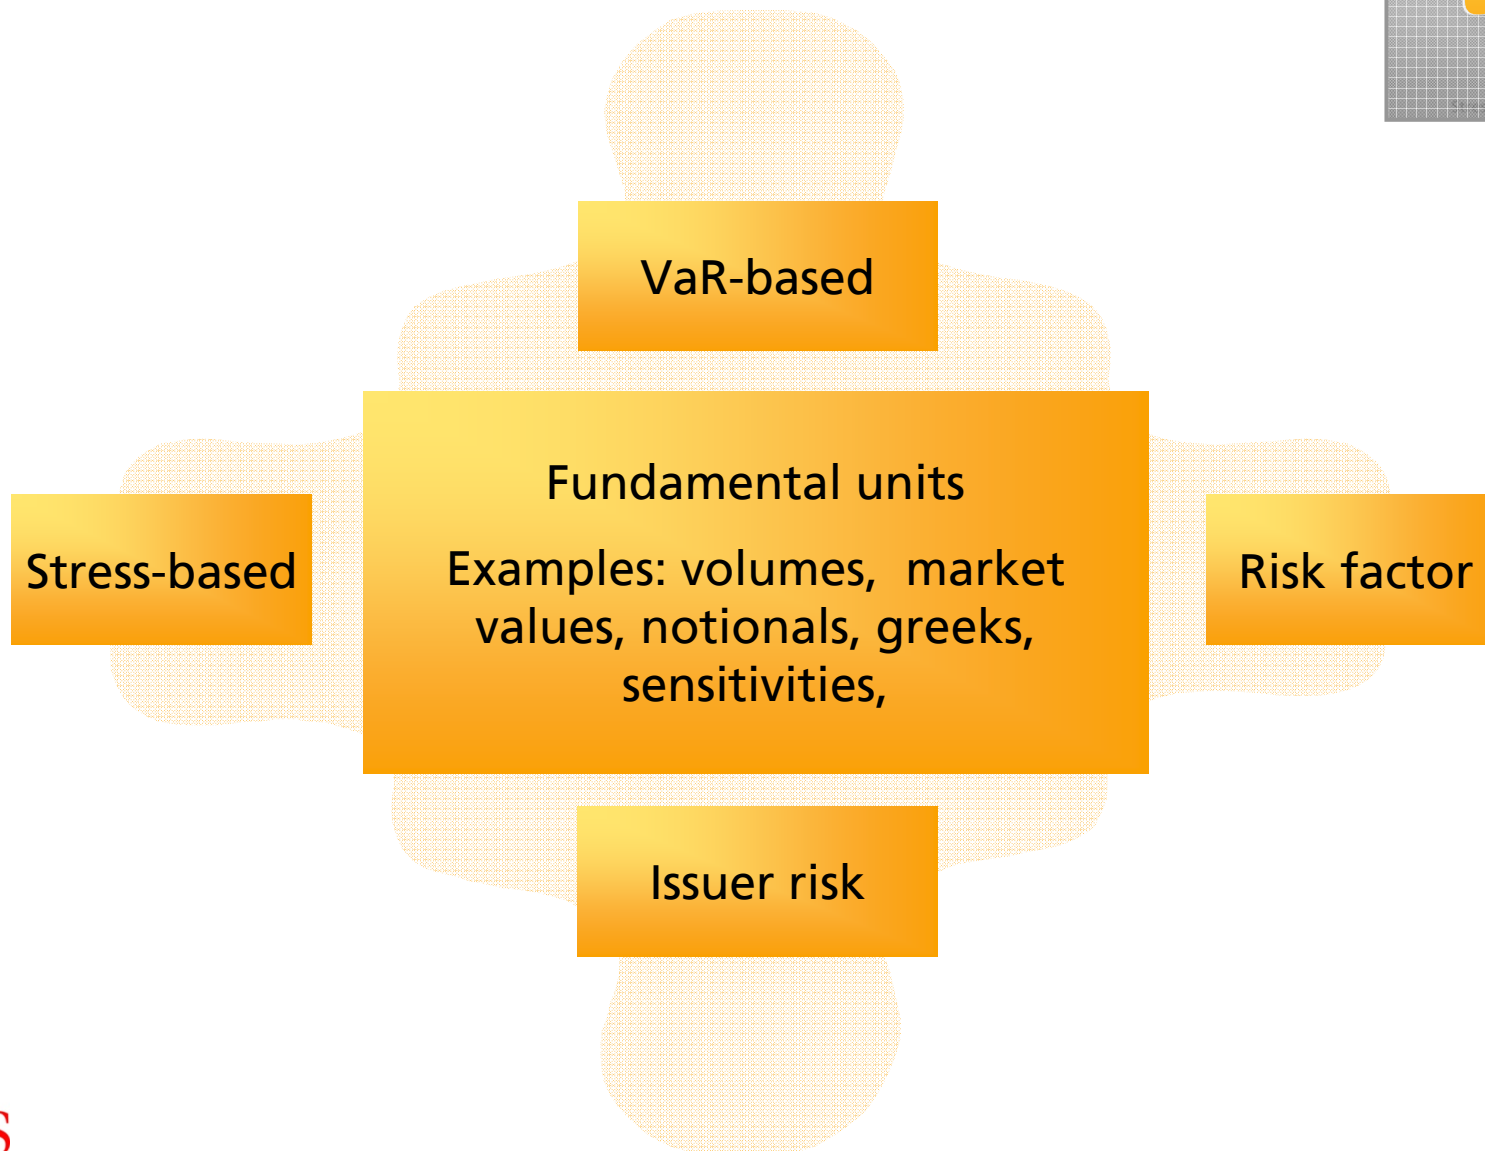 VaR-based
Fundamental units
Examples: volumes, market
values, notionals, greeks,
sensitivities,
Stress-based
Risk factor
Issuer risk
S